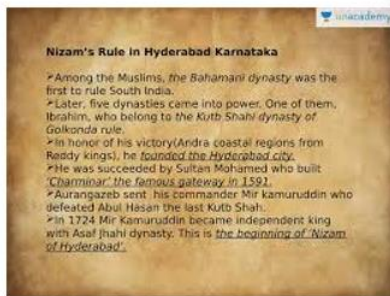 unacademy
Nizam's Rule in Hyderabad Karnataka
➢Among the Muslims, the Bahamani dynasty was the
first to rule South India.
➢Later, five dynasties came into power. One of them,
Ibrahim, who belong to the Kutb Shahi dynasty of
Golkonda rule.
➢In honor of his victory(Andra coastal regions from
Reddy kings), he founded the Hyderabad city.
➢He was succeeded by Sultan Mohamed who built
'Charminar' the famous gateway in 1591.
➢Aurangazeb sent his commander Mir kamuruddin who
defeated Abul Hasan the last Kutb Shah.
➢In 1724 Mir Kamuruddin became independent king
with Asaf Jhahi dynasty. This is the beginning of 'Nizam
of Hyderabad'.